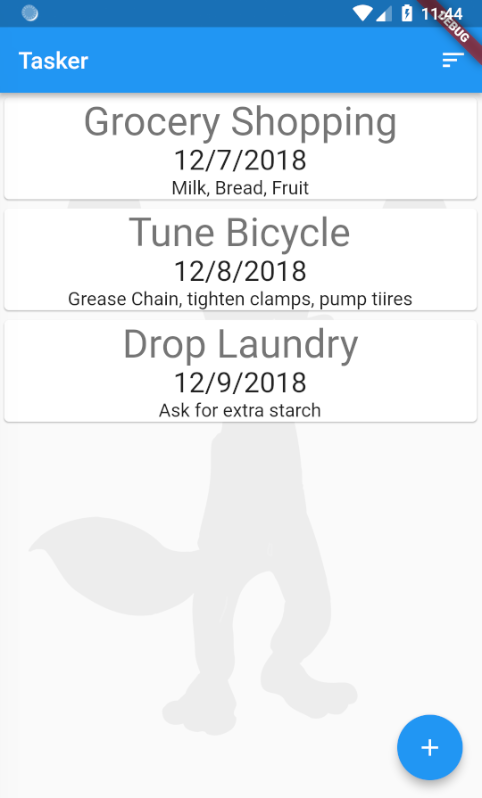 11:44
DEBUG
Tasker
Grocery Shopping
12/7/2018
Milk, Bread, Fruit
Tune Bicycle
12/8/2018
Grease Chain, tighten clamps, pump tiires
Drop Laundry
12/9/2018
Ask for extra starch